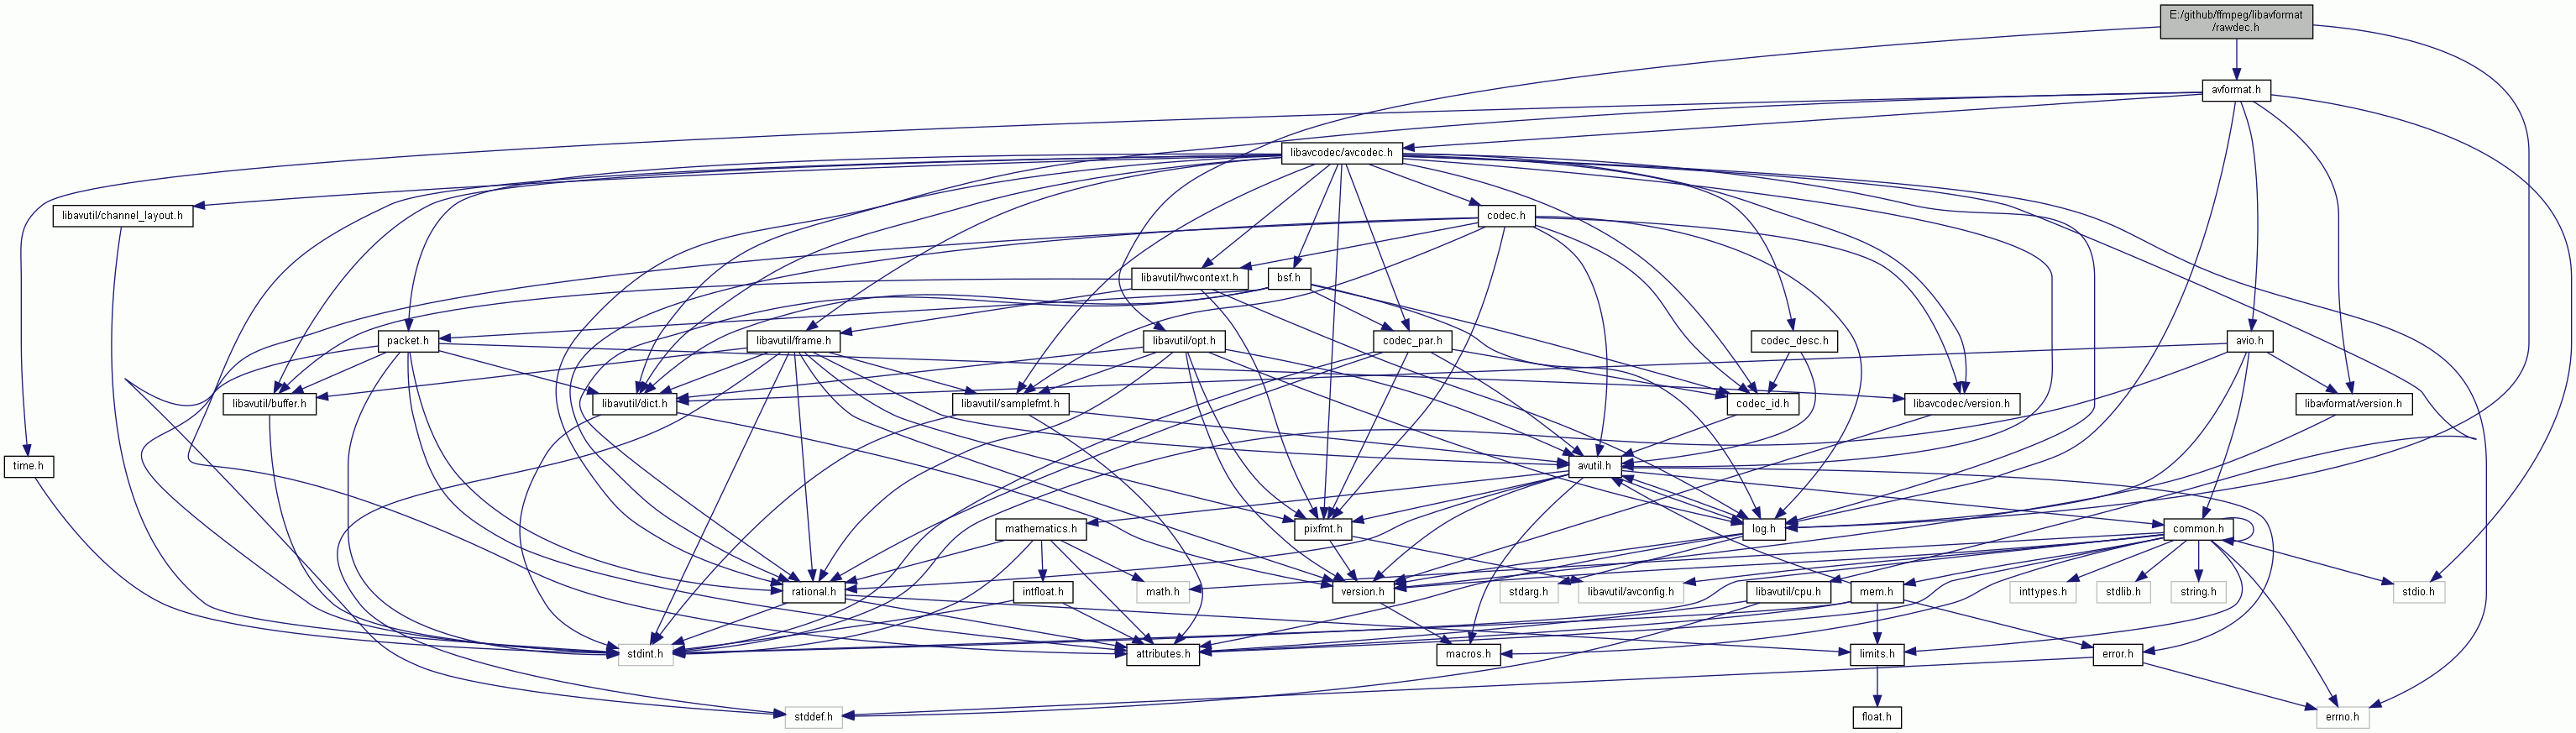 E:/github/ffmpeg/libavformat
/rawdec.h
avformat.h
libavcodec/avcodec.h
libavutil/channel_layout.h
codec.h
libavutil/hwcontext.h
bsf.h
packet.h
libavutil/frame.h
libavutil/opt.h
codec_par.h
codec_desc.h
avio.h
libavutil/buffer.h
libavutil/dict.h
libavutil/samplefmt.h
codec_id.h
libavcodec/version.h
libavformat/version.h
time.h
avutil.h
mathematics.h
pixfmt.h
log.h
common.h
rational.h
intfloat.h
math.h
version.h
stdarg.h
libavutil/avconfig.h
libavutil/cpu.h
mem.h
inttypes.h
stdlib.h
string.h
stdio.h
stdint.h
attributes.h
macros.h
limits.h
error.h
stddef.h
float.h
errno.h